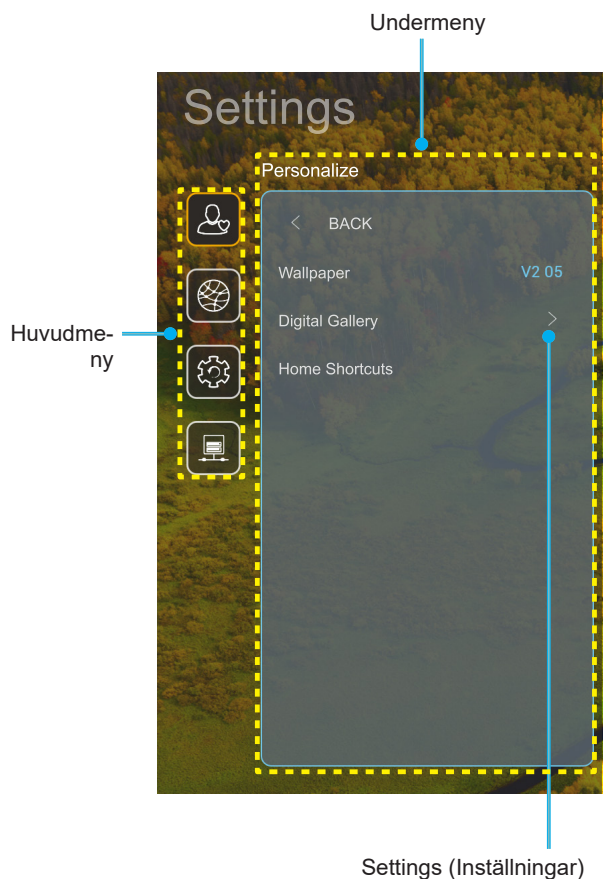 Undermeny
Settings
Personalize
BACK
Wallpaper V2 05
Digital Gallery
Home Shortcuts
Huvudme-
ny
Settings (Inställningar)